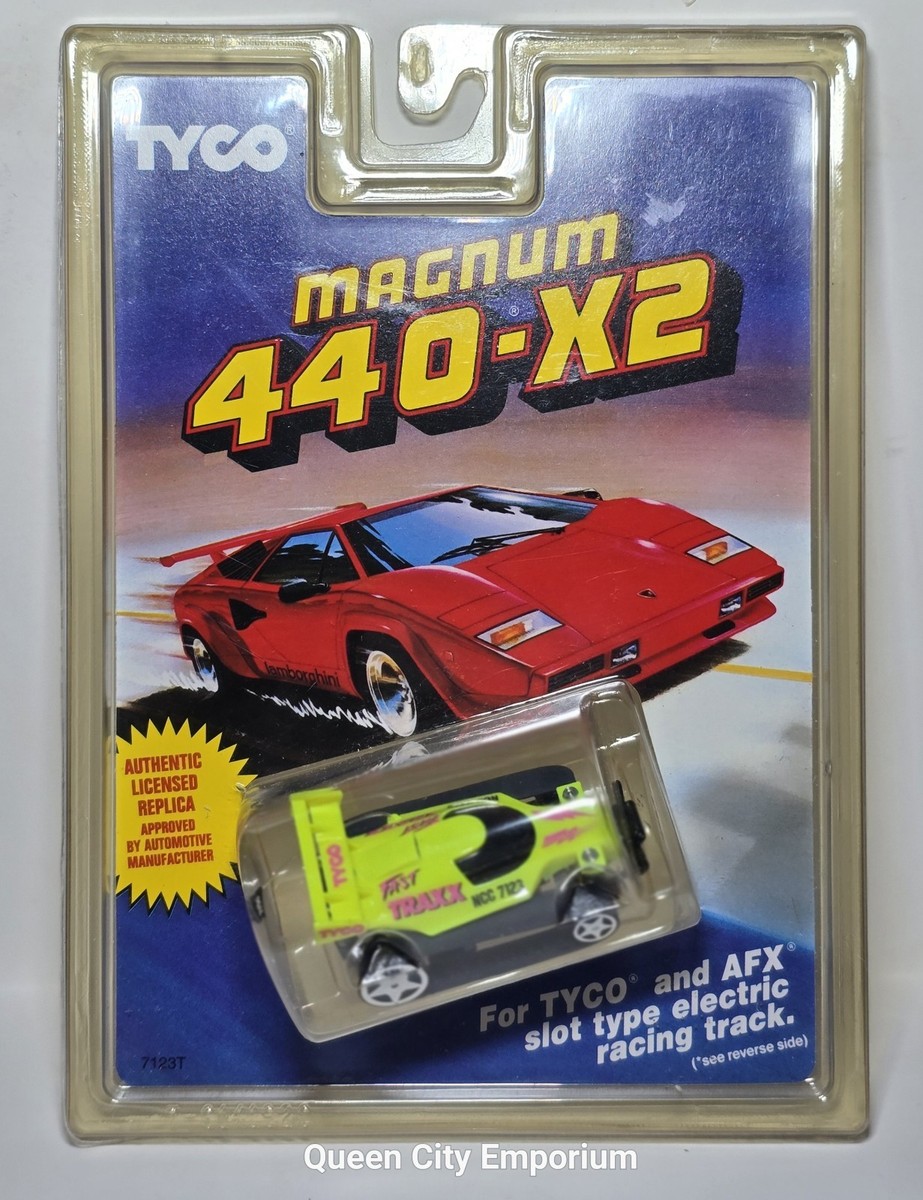 TYCO®
MAGNUM
440-X2®
lamborghini
AUTHENTIC
LICENSED
REPLICA
APPROVED
BY AUTOMOTIVE
MANUFACTURER
TYCO
FAST
TRAXX
NCC 7123
TYCO
For TYCO® and AFX®
slot type electric
racing track.
(*see reverse side)
7123T
Queen City Emporium